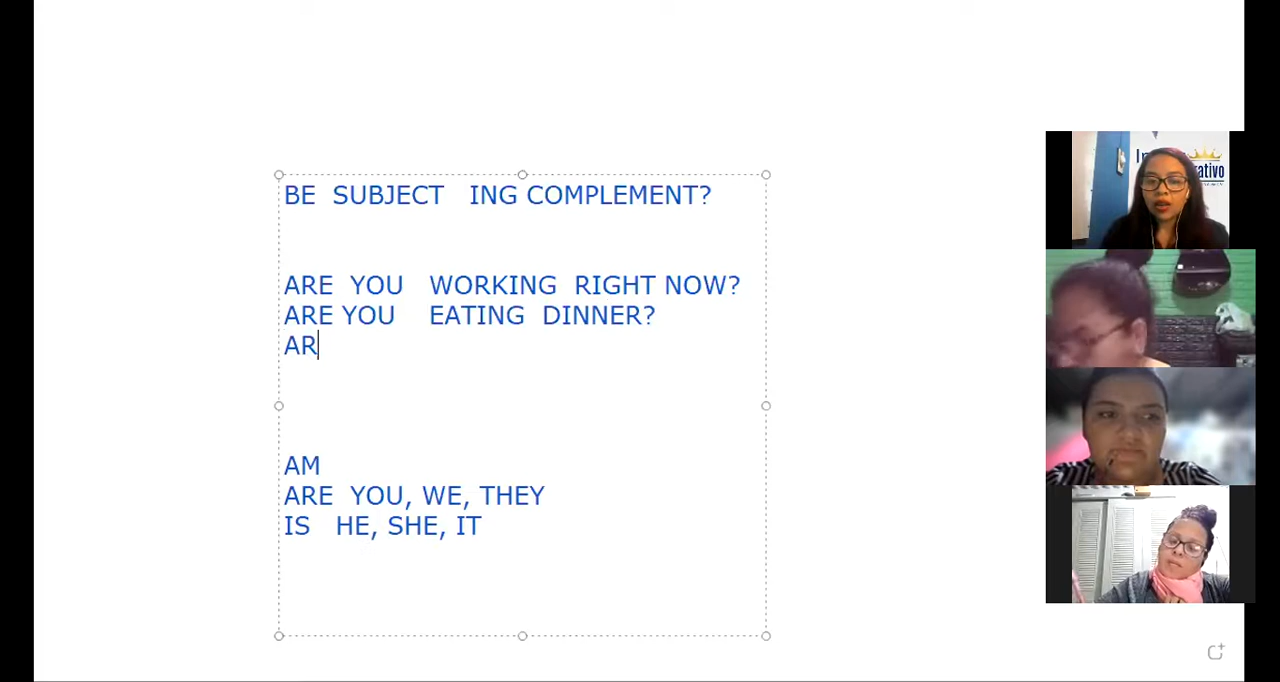 BE SUBJECT ING COMPLEMENT?
ARE YOU WORKING RIGHT NOW?
ARE YOU EATING DINNER?
AR
AM
ARE YOU, WE, THEY
IS HE, SHE, IT